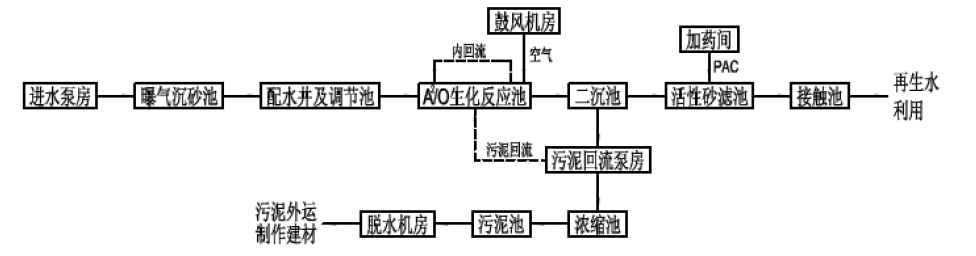 鼓风机房
加药间
内回流
空气
PAC
进水泵房
曝气沉砂池
配水井及调节池
A/O生化反应池
二沉池
活性砂滤池
接触池
再生水
利用
污泥回流
污泥回流泵房
污泥外运
制作建材
脱水机房
污泥池
浓缩池